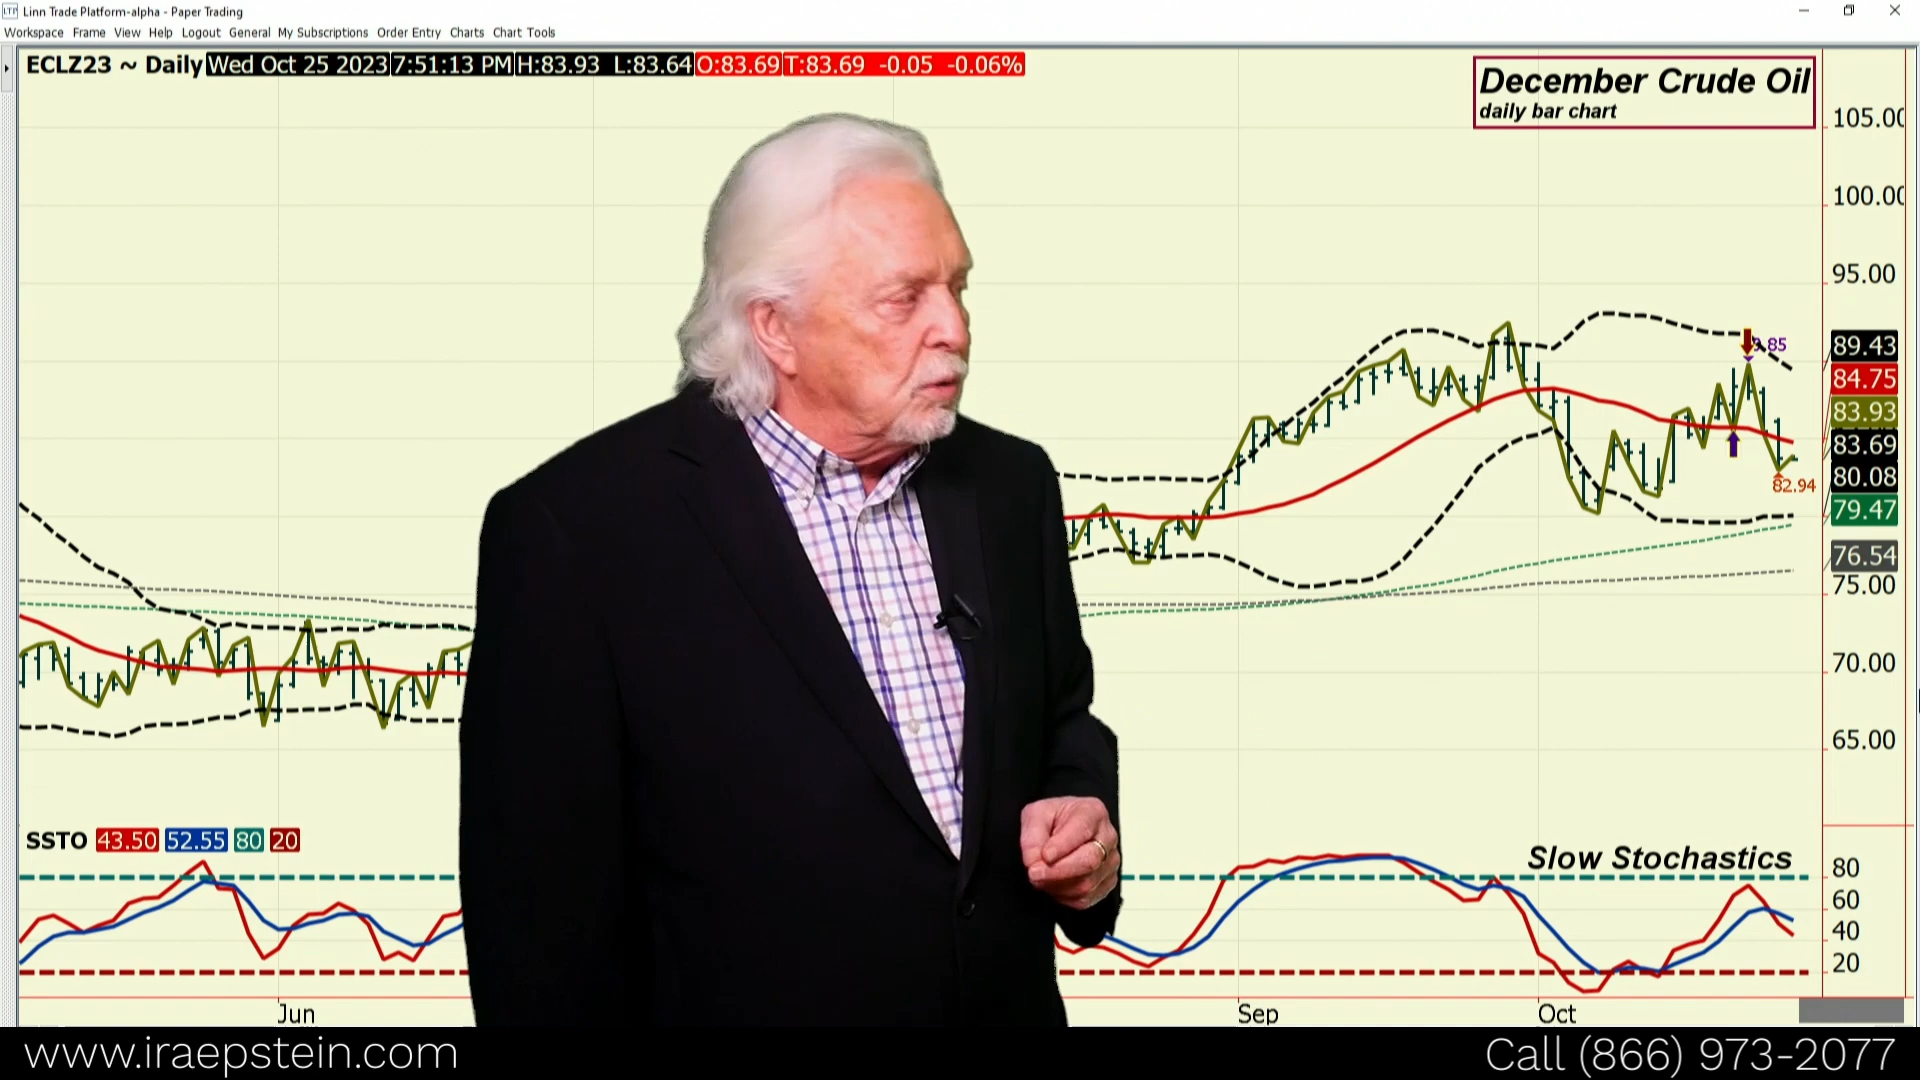 LTP Linn Trade Platform-alpha - Paper Trading
Workspace Frame View Help Logout General My Subscriptions Order Entry Charts Chart Tools
ECLZ23 ~ Daily Wed Oct 25 2023 7:51:13 PM H:83.93 L:83.64 O:83.69 T:83.69 -0.05 -0.06%
December Crude Oil
daily bar chart
105.00
100.00
95.00
89.43
.85
84.75
83.93
83.69
80.08
82.94
79.47
76.54
75.00
70.00
65.00
SSTO 43.50 52.55 80 20
Slow Stochastics
80
60
40
20
Jun Sep Oct
www.iraepstein.com Call (866) 973-2077